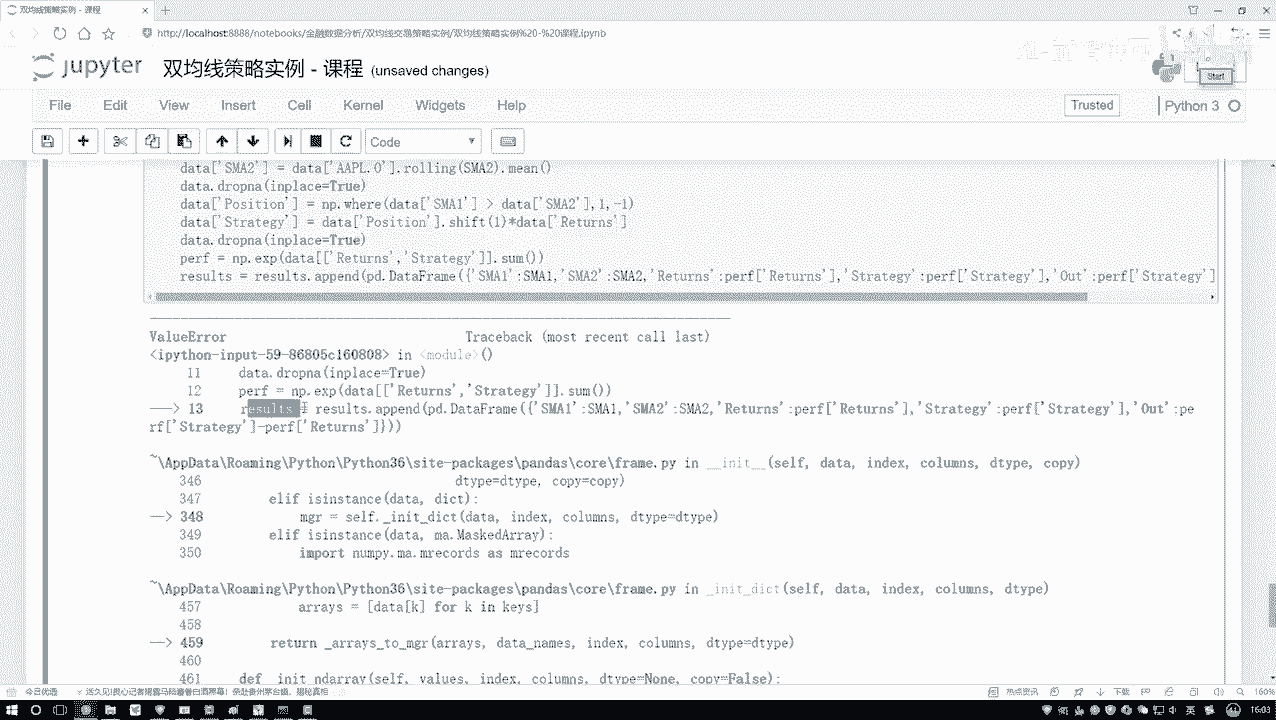 双均线策略实例 - 课程
http://localhost:8888/notebooks/金融数据分析/双均线交易策略实例/双均线策略实例%20-%20课程.ipynb
jupyter 双均线策略实例 - 课程 (unsaved changes)
Start
File Edit View Insert Cell Kernel Widgets Help
Trusted
Python 3
Code
data['SMA2'] = data['AAPL.O'].rolling(SMA2).mean()
data.dropna(inplace=True)
data['Position'] = np.where(data['SMA1'] > data['SMA2'],1,-1)
data['Strategy'] = data['Position'].shift(1)*data['Returns']
data.dropna(inplace=True)
perf = np.exp(data[['Returns','Strategy']].sum())
results = results.append(pd.DataFrame({'SMA1':SMA1,'SMA2':SMA2,'Returns':perf['Returns'],'Strategy':perf['Strategy'],'Out':perf['Strategy']
ValueError Traceback (most recent call last)
<ipython-input-59-86805c160808> in <module>()
11 data.dropna(inplace=True)
12 perf = np.exp(data[['Returns','Strategy']].sum())
---> 13 results = results.append(pd.DataFrame({'SMA1':SMA1,'SMA2':SMA2,'Returns':perf['Returns'],'Strategy':perf['Strategy'],'Out':pe
rf['Strategy']-perf['Returns']}))
~\AppData\Roaming\Python\Python36\site-packages\pandas\core\frame.py in __init__(self, data, index, columns, dtype, copy)
346 dtype=dtype, copy=copy)
347 elif isinstance(data, dict):
--> 348 mgr = self._init_dict(data, index, columns, dtype=dtype)
349 elif isinstance(data, ma.MaskedArray):
350 import numpy.ma.mrecords as mrecords
~\AppData\Roaming\Python\Python36\site-packages\pandas\core\frame.py in _init_dict(self, data, index, columns, dtype)
457 arrays = [data[k] for k in keys]
458
--> 459 return _arrays_to_mgr(arrays, data_names, index, columns, dtype=dtype)
460
461 def _init_ndarray(self, values, index, columns, dtype=None, copy=False):
今日优选
热点资讯
下载
160%
英
16:03